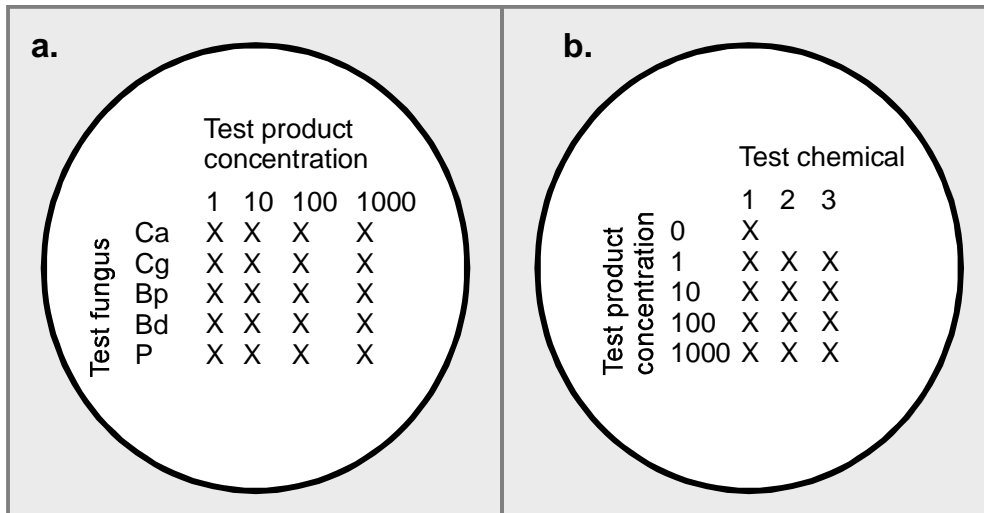 a.
Test product
concentration
1 10 100 1000
Test fungus
Ca X X X X
Cg X X X X
Bp X X X X
Bd X X X X
P X X X X
b.
Test chemical
1 2 3
Test product
concentration
0 X
1 X X X
10 X X X
100 X X X
1000 X X X